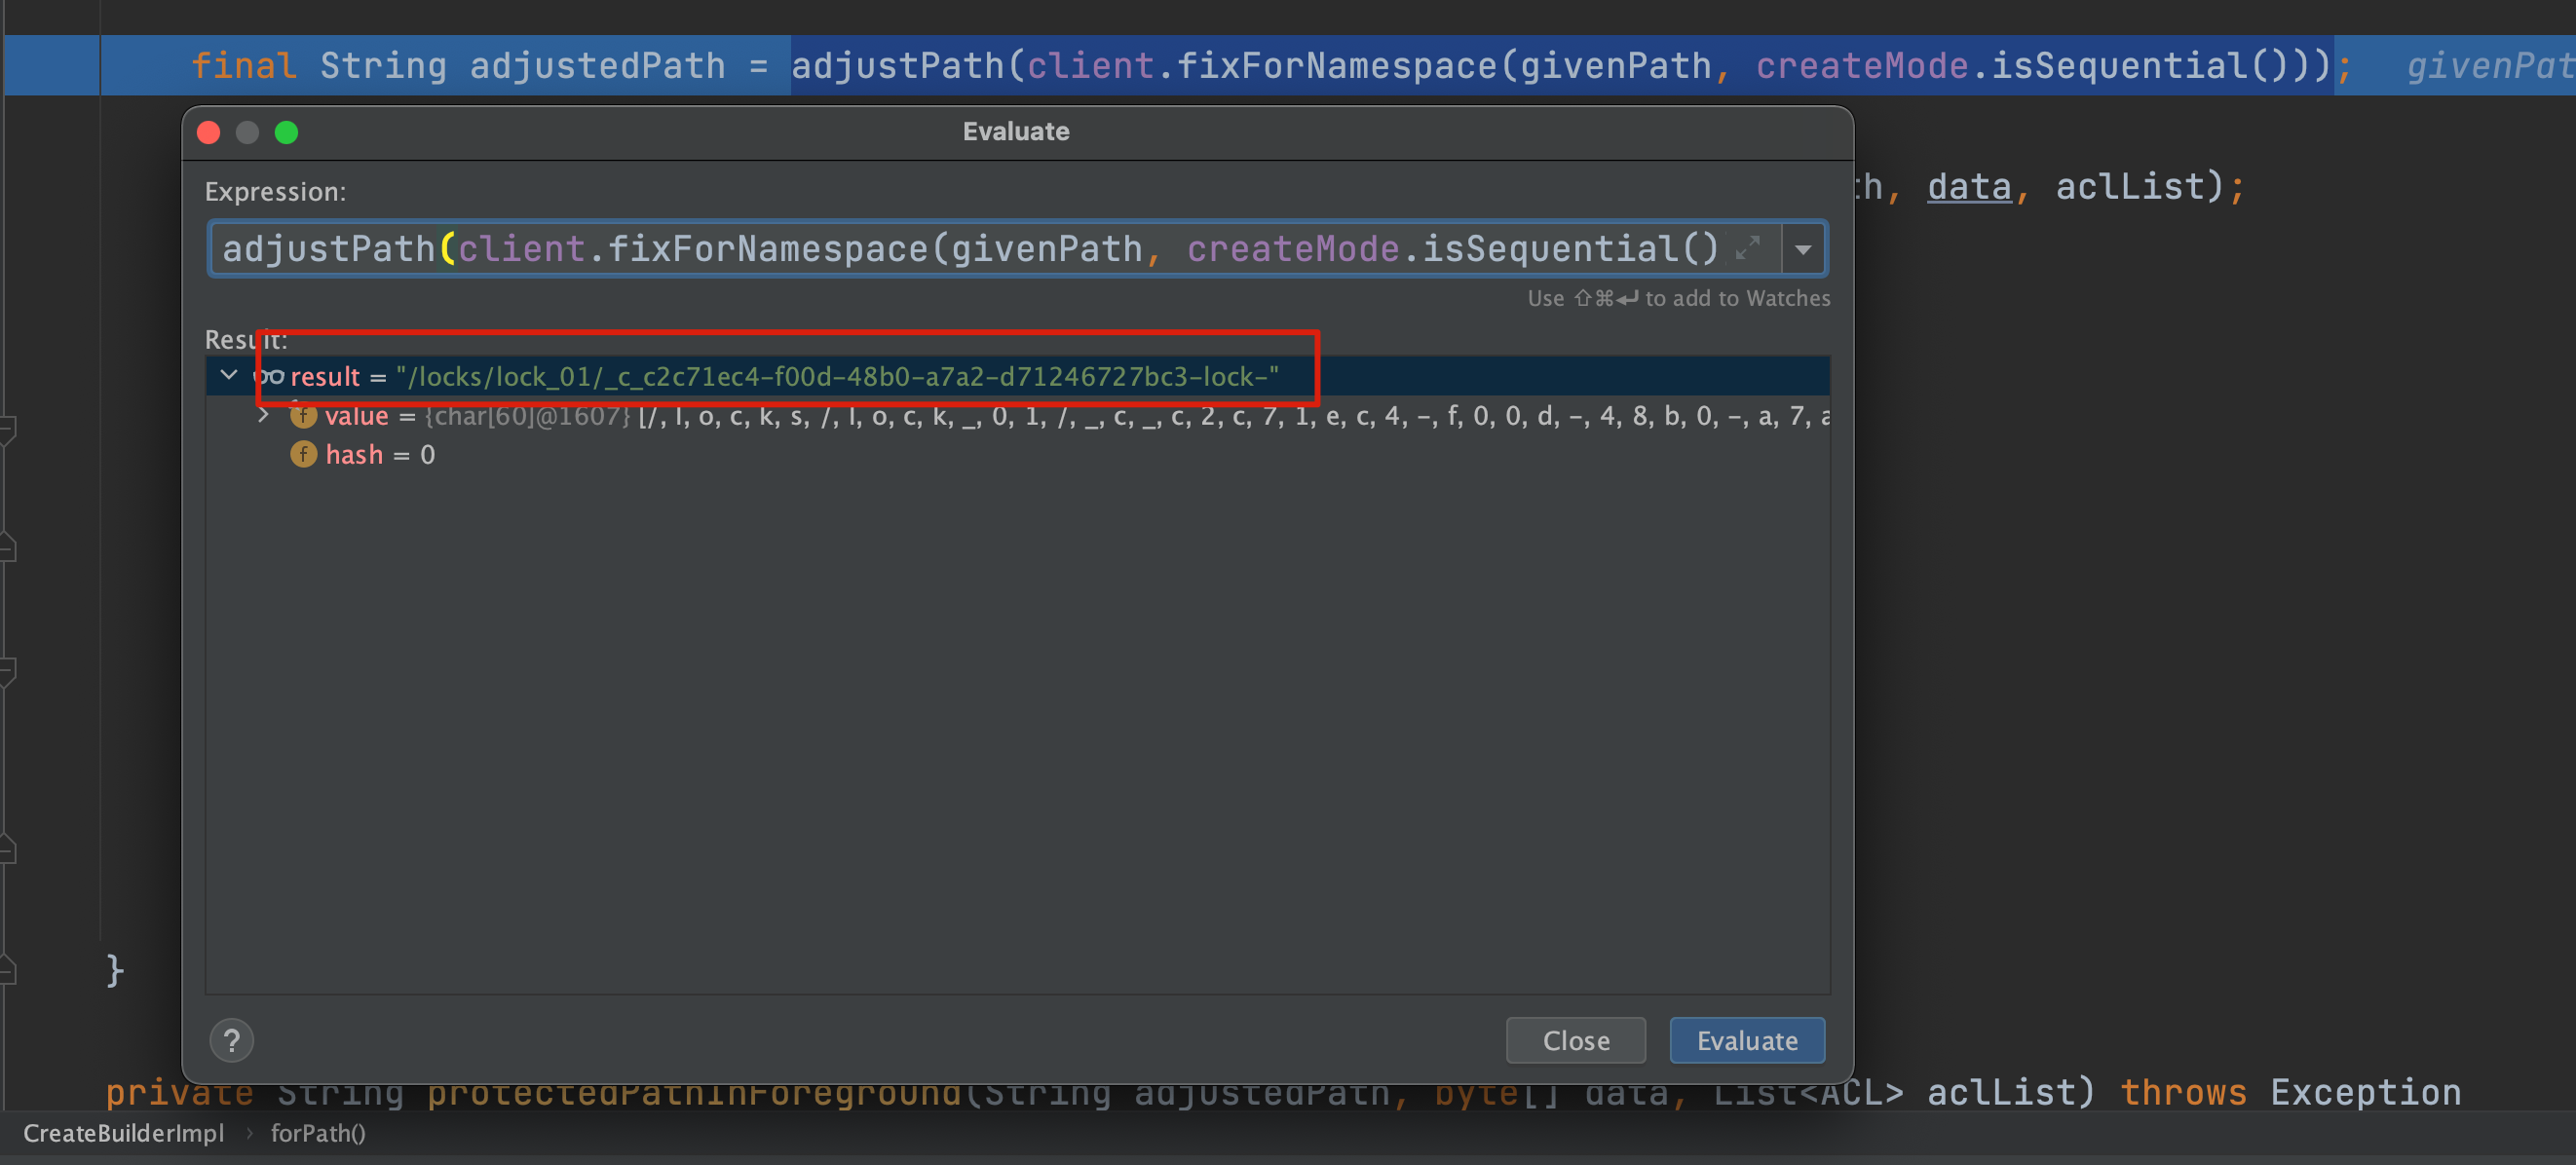 final String adjustedPath = adjustPath(client.fixForNamespace(givenPath, createMode.isSequential())); givenPat
Evaluate
Expression:
th, data, aclList);
adjustPath(client.fixForNamespace(givenPath, createMode.isSequential()
Use ⇧⌘↩ to add to Watches
Result:
result = "/locks/lock_01/_c_c2c71ec4-f00d-48b0-a7a2-d71246727bc3-lock-"
f value = {char[60]@1607} [/, l, o, c, k, s, /, l, o, c, k, _, 0, 1, /, _, c, _, c, 2, c, 7, 1, e, c, 4, -, f, 0, 0, d, -, 4, 8, b, 0, -, a, 7, a
f hash = 0
}
?
Close
Evaluate
private String protectedPathInForeground(String adjustedPath, byte[] data, List<ACL> aclList) throws Exception
CreateBuilderImpl › forPath()